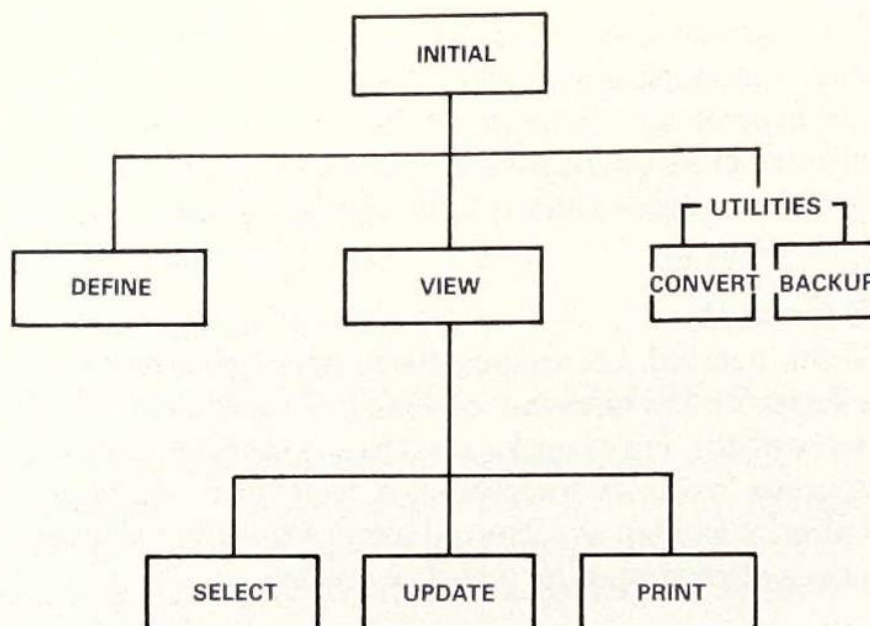 INITIAL
UTILITIES
DEFINE
VIEW
CONVERT
BACKUP
SELECT
UPDATE
PRINT